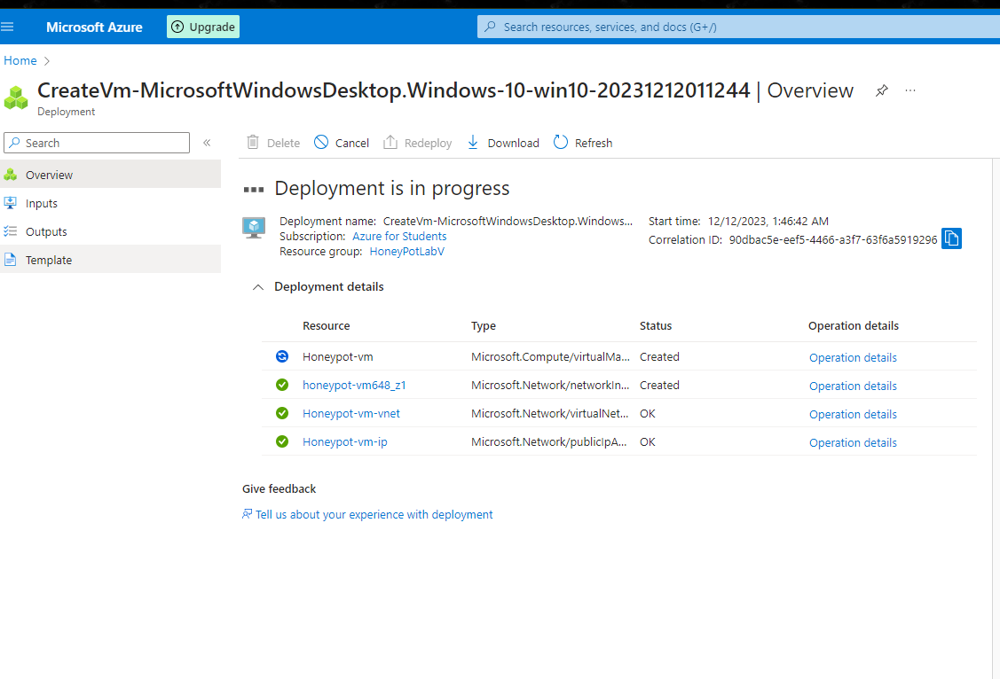 Microsoft Azure Upgrade Search resources, services, and docs (G+/)
Home >
CreateVm-MicrosoftWindowsDesktop.Windows-10-win10-20231212011244 | Overview ...
Deployment
Search «
Delete Cancel Redeploy Download Refresh
Overview
Inputs
Outputs
Template
Deployment is in progress
Deployment name: CreateVm-MicrosoftWindowsDesktop.Windows...
Subscription: Azure for Students
Resource group: HoneyPotLabV
Start time: 12/12/2023, 1:46:42 AM
Correlation ID: 90dbac5e-eef5-4466-a3f7-63f6a5919296
Deployment details
Resource Type Status Operation details
Honeypot-vm Microsoft.Compute/virtualMa... Created Operation details
honeypot-vm648_z1 Microsoft.Network/networkIn... Created Operation details
Honeypot-vm-vnet Microsoft.Network/virtualNet... OK Operation details
Honeypot-vm-ip Microsoft.Network/publicIpA... OK Operation details
Give feedback
Tell us about your experience with deployment